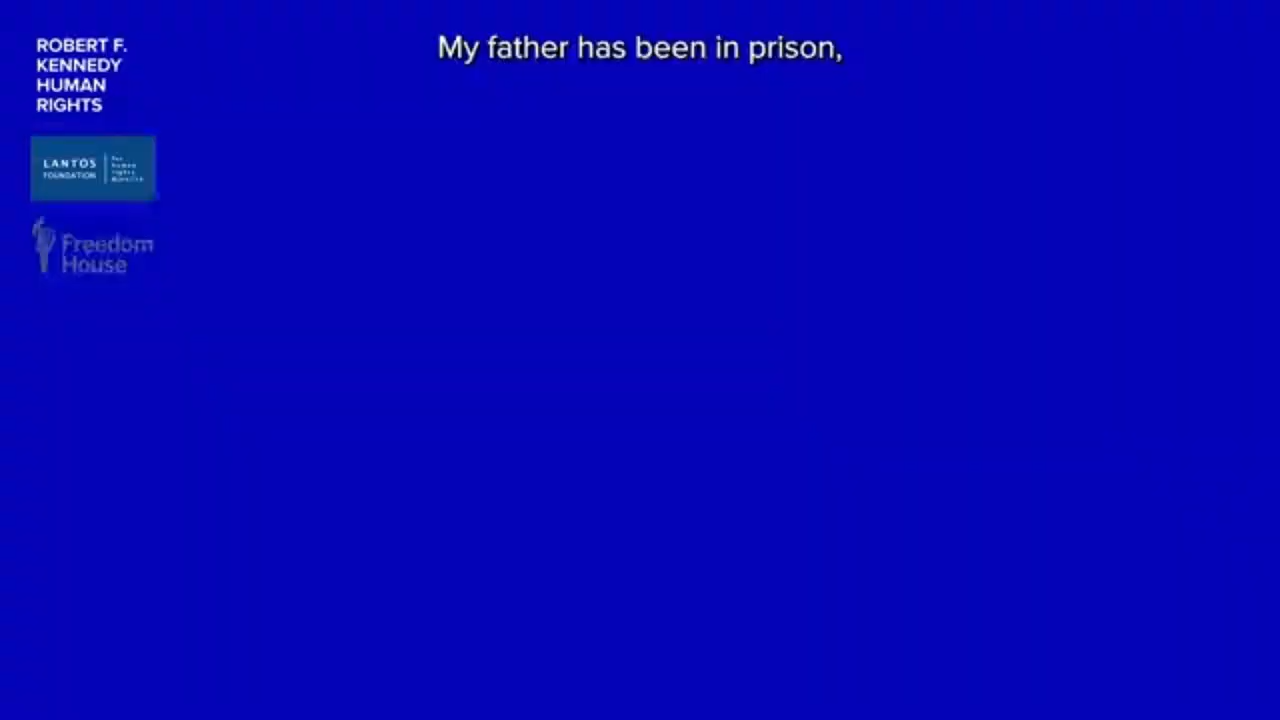 My father has been in prison,
ROBERT F.
KENNEDY
HUMAN
RIGHTS
LANTOS
FOUNDATION
Freedom
House